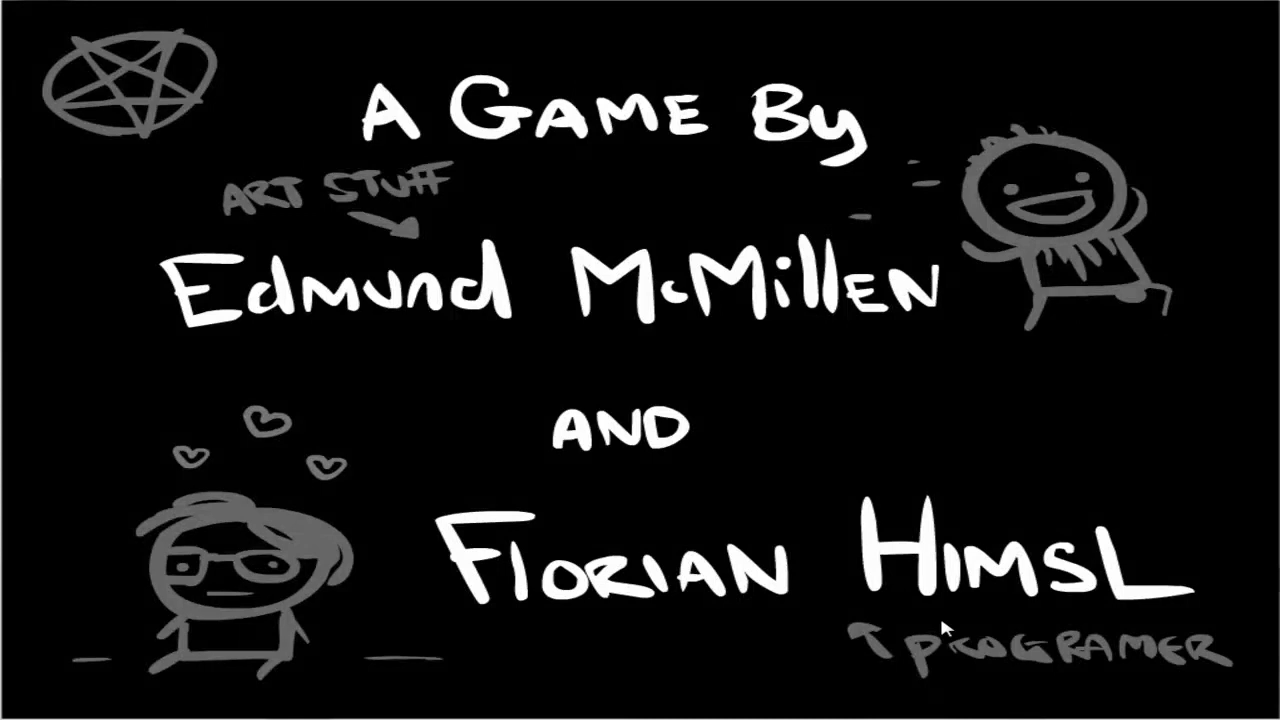 A GAME By
ART STUFF
Edmund McMillEN
AND
FlORIAN HIMSL
pROGRAMER